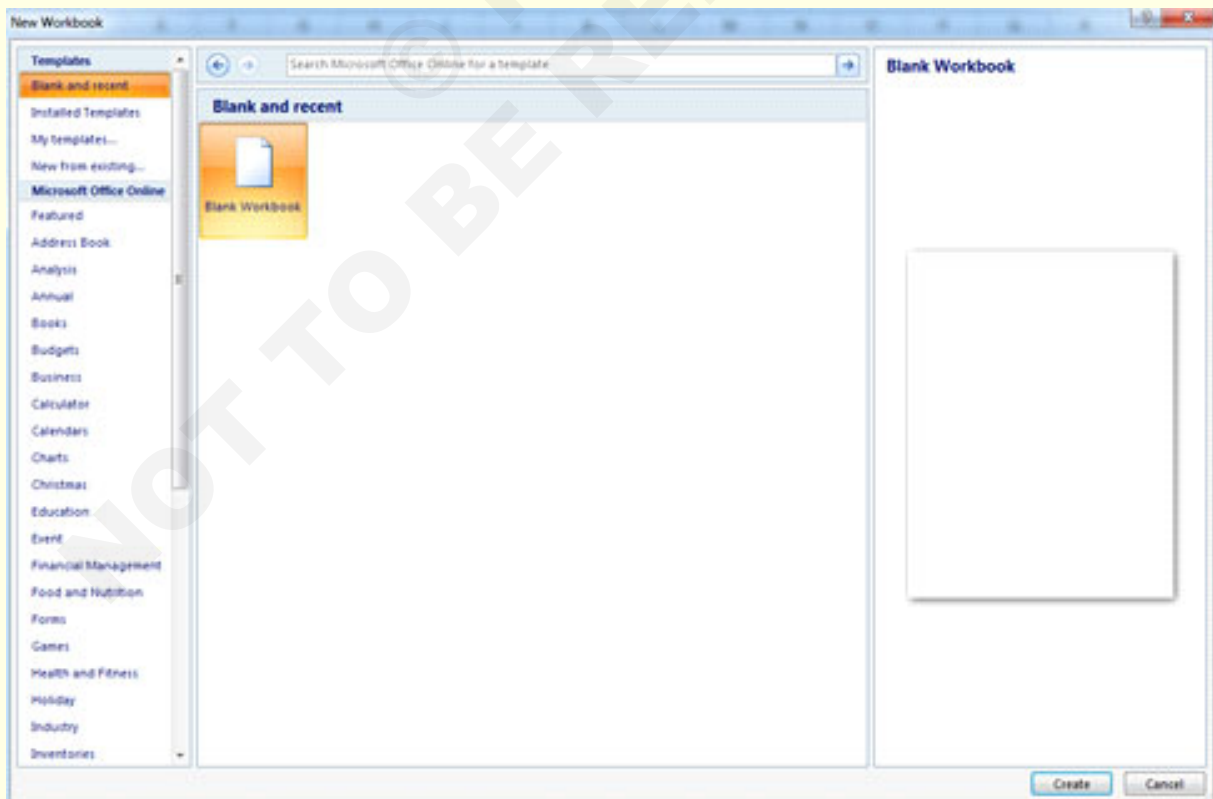 New Workbook
Templates
Blank and recent
Installed Templates
My templates...
New from existing...
Microsoft Office Online
Featured
Address Book
Analysis
Annual
Books
Budgets
Business
Calculator
Calendars
Charts
Christmas
Education
Event
Financial Management
Food and Nutrition
Forms
Games
Health and Fitness
Holiday
Industry
Inventories
Search Microsoft Office Online for a template
Blank and recent
Blank Workbook
Blank Workbook
Create
Cancel
©
NOT TO BE RE